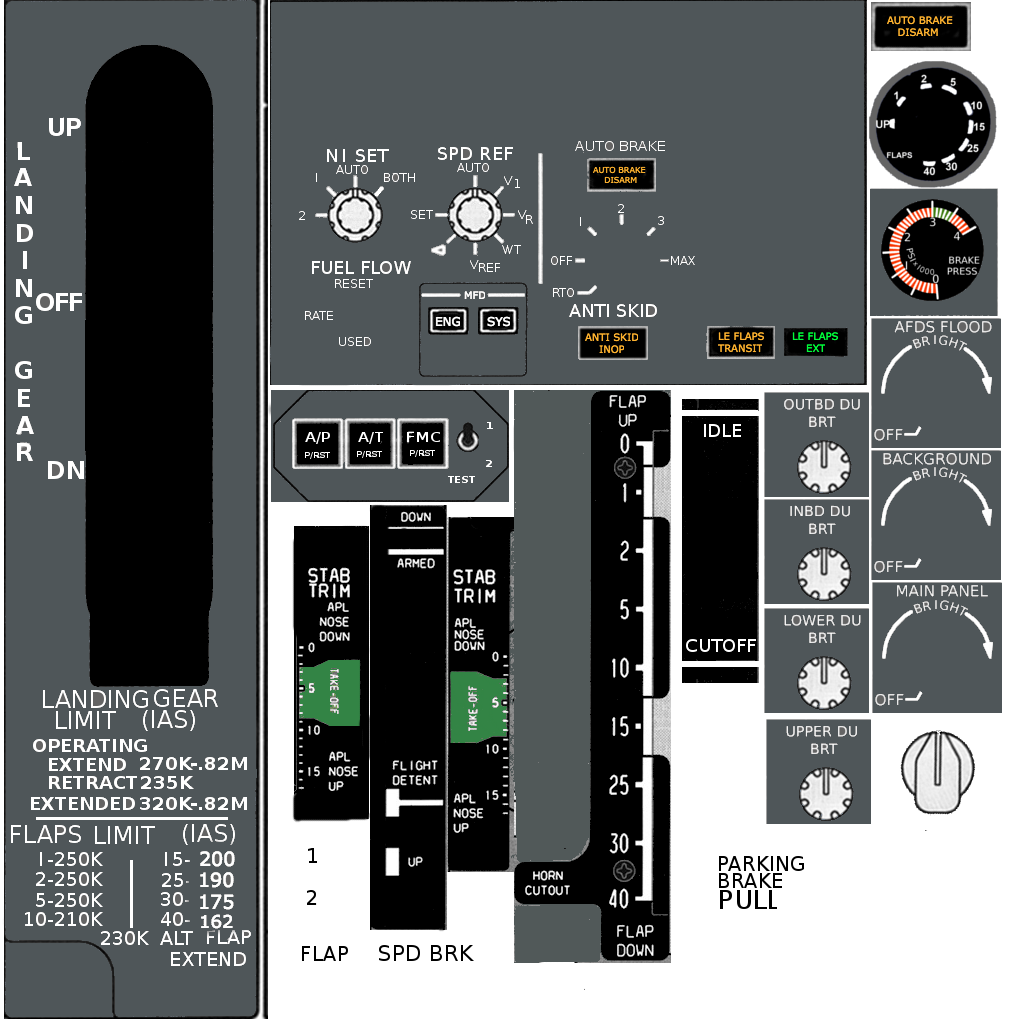 UP
LANDING GEAR
OFF
DN
LANDING GEAR
LIMIT (IAS)
OPERATING
EXTEND 270K-.82M
RETRACT 235K
EXTENDED 320K-.82M
FLAPS LIMIT (IAS)
1-250K 15- 200
2-250K 25- 190
5-250K 30- 175
10-210K 40- 162
230K ALT FLAP
EXTEND
N1 SET
AUTO
1
BOTH
2
FUEL FLOW
RESET
RATE
USED
SPD REF
AUTO
V1
SET
VR
WT
VREF
MFD
ENG SYS
AUTO BRAKE
AUTO BRAKE
DISARM
2
1 3
OFF MAX
RTO
ANTI SKID
ANTI SKID
INOP
LE FLAPS
TRANSIT
LE FLAPS
EXT
AUTO BRAKE
DISARM
UP
1
2
5
10
15
25
30
40
FLAPS
0
1
2
3
4
PSI x 1000
BRAKE
PRESS
AFDS FLOOD
BRIGHT
OFF
BACKGROUND
BRIGHT
OFF
MAIN PANEL
BRIGHT
OFF
A/P
P/RST
A/T
P/RST
FMC
P/RST
1
2
TEST
STAB
TRIM
APL
NOSE
DOWN
0
5
TAKE-OFF
10
15
APL
NOSE
UP
DOWN
ARMED
FLIGHT
DETENT
UP
STAB
TRIM
APL
NOSE
DOWN
0
5
TAKE-OFF
10
15
APL
NOSE
UP
1
2
FLAP
SPD BRK
FLAP
UP
0
1
2
5
10
15
25
30
40
HORN
CUTOUT
FLAP
DOWN
IDLE
CUTOFF
OUTBD DU
BRT
INBD DU
BRT
LOWER DU
BRT
UPPER DU
BRT
PARKING
BRAKE
PULL